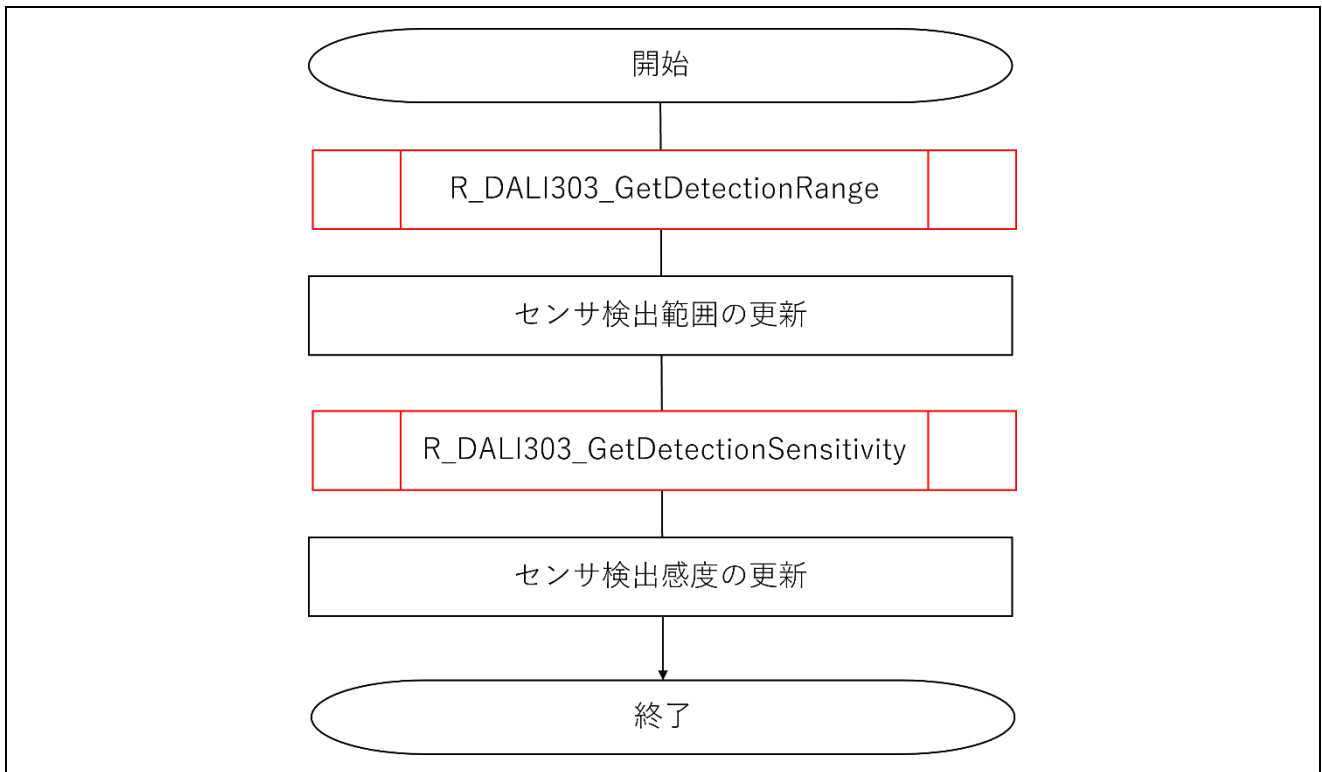 開始
R_DALI303_GetDetectionRange
センサ検出範囲の更新
R_DALI303_GetDetectionSensitivity
センサ検出感度の更新
終了